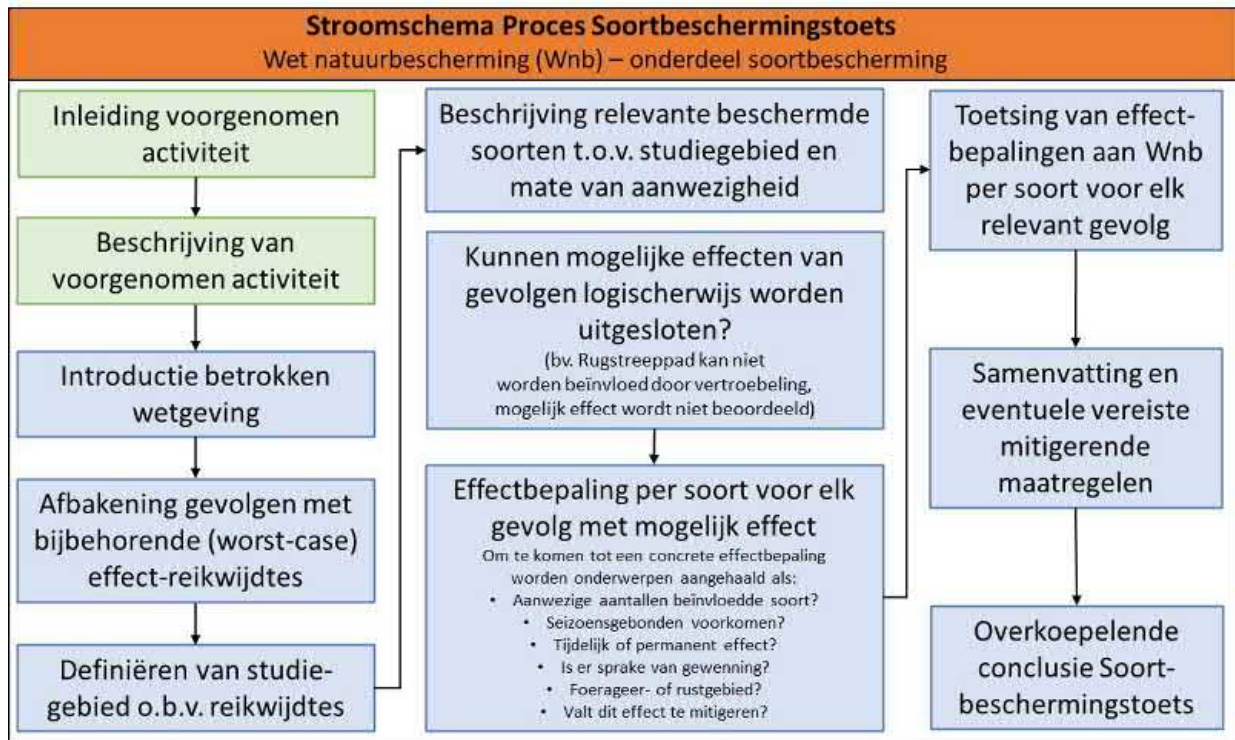 Stroomschema Proces Soortbeschermingstoets
Wet natuurbescherming (Wnb) – onderdeel soortbescherming
Inleiding voorgenomen
activiteit
Beschrijving van
voorgenomen activiteit
Introductie betrokken
wetgeving
Afbakening gevolgen met
bijbehorende (worst-case)
effect-reikwijdtes
Definiëren van studie-
gebied o.b.v. reikwijdtes
Beschrijving relevante beschermde
soorten t.o.v. studiegebied en
mate van aanwezigheid
Kunnen mogelijke effecten van
gevolgen logischerwijs worden
uitgesloten?
(bv. Rugstreeppad kan niet
worden beïnvloed door vertroebeling,
mogelijk effect wordt niet beoordeeld)
Effectbepaling per soort voor elk
gevolg met mogelijk effect
Om te komen tot een concrete effectbepaling
worden onderwerpen aangehaald als:
• Aanwezige aantallen beïnvloedde soort?
• Seizoensgebonden voorkomen?
• Tijdelijk of permanent effect?
• Is er sprake van gewenning?
• Foerageer- of rustgebied?
• Valt dit effect te mitigeren?
Toetsing van effect-
bepalingen aan Wnb
per soort voor elk
relevant gevolg
Samenvatting en
eventuele vereiste
mitigerende
maatregelen
Overkoepelende
conclusie Soort-
beschermingstoets